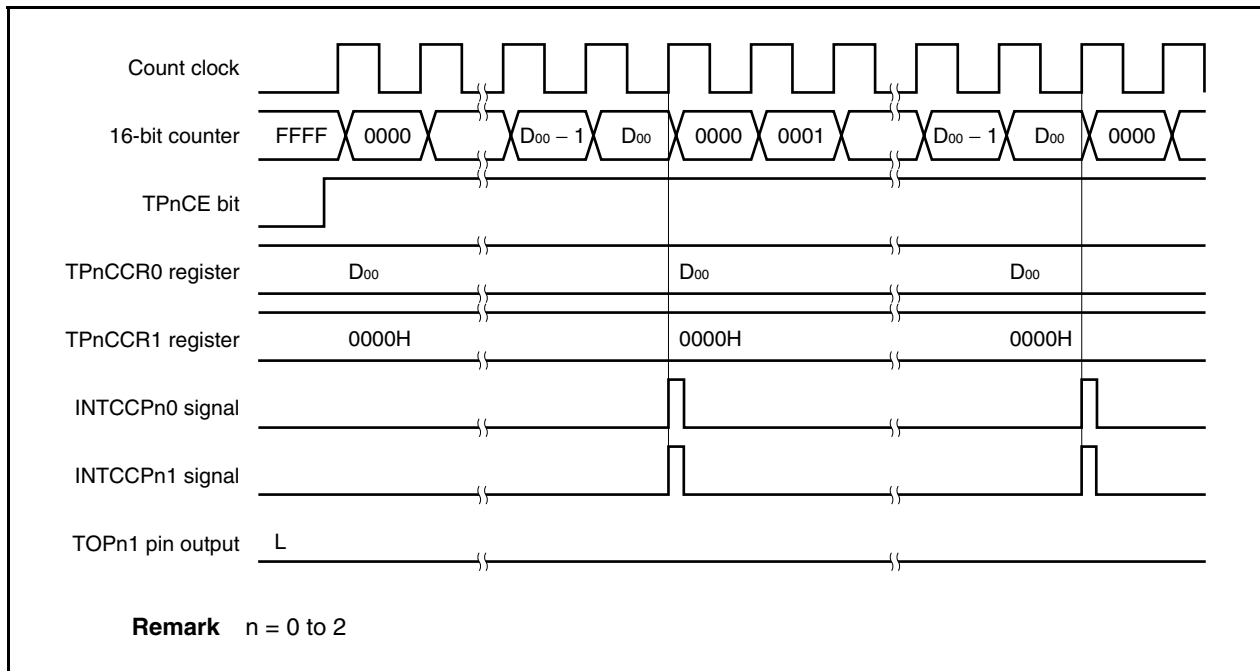 Count clock
16-bit counter FFFF 0000 D00 − 1 D00 0000 0001 D00 − 1 D00 0000
TPnCE bit
TPnCCR0 register D00 D00 D00
TPnCCR1 register 0000H 0000H 0000H
INTCCPn0 signal
INTCCPn1 signal
TOPn1 pin output L
Remark n = 0 to 2